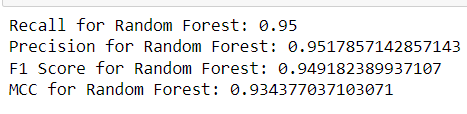 Recall for Random Forest: 0.95
Precision for Random Forest: 0.9517857142857143
F1 Score for Random Forest: 0.949182389937107
MCC for Random Forest: 0.934377037103071